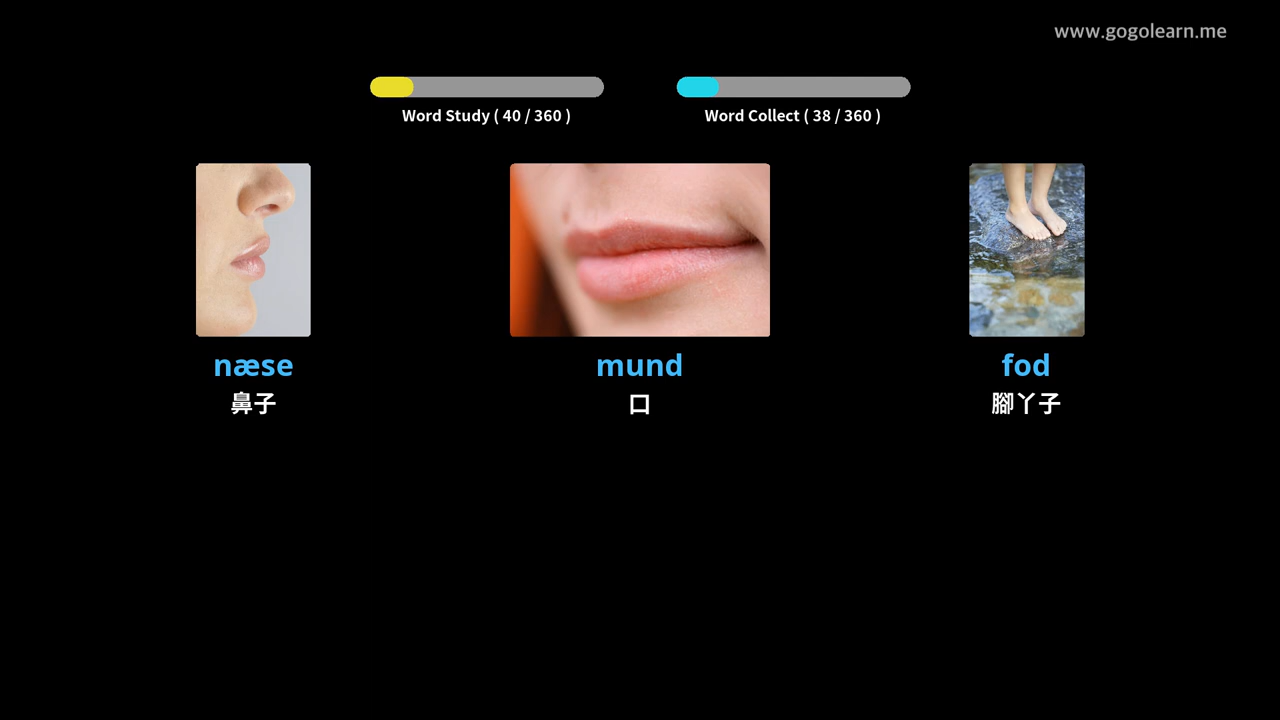 www.gogolearn.me
Word Study ( 40 / 360 )
Word Collect ( 38 / 360 )
næse
mund
fod
鼻子
口
腳丫子